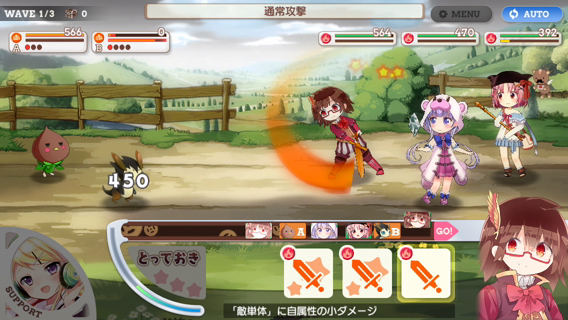 WAVE 1/3 0
通常攻撃
MENU
AUTO
566
A
0
B
564
470
392
450
A
B
GO!
SUPPORT
とっておき
「敵単体」に自属性の小ダメージ